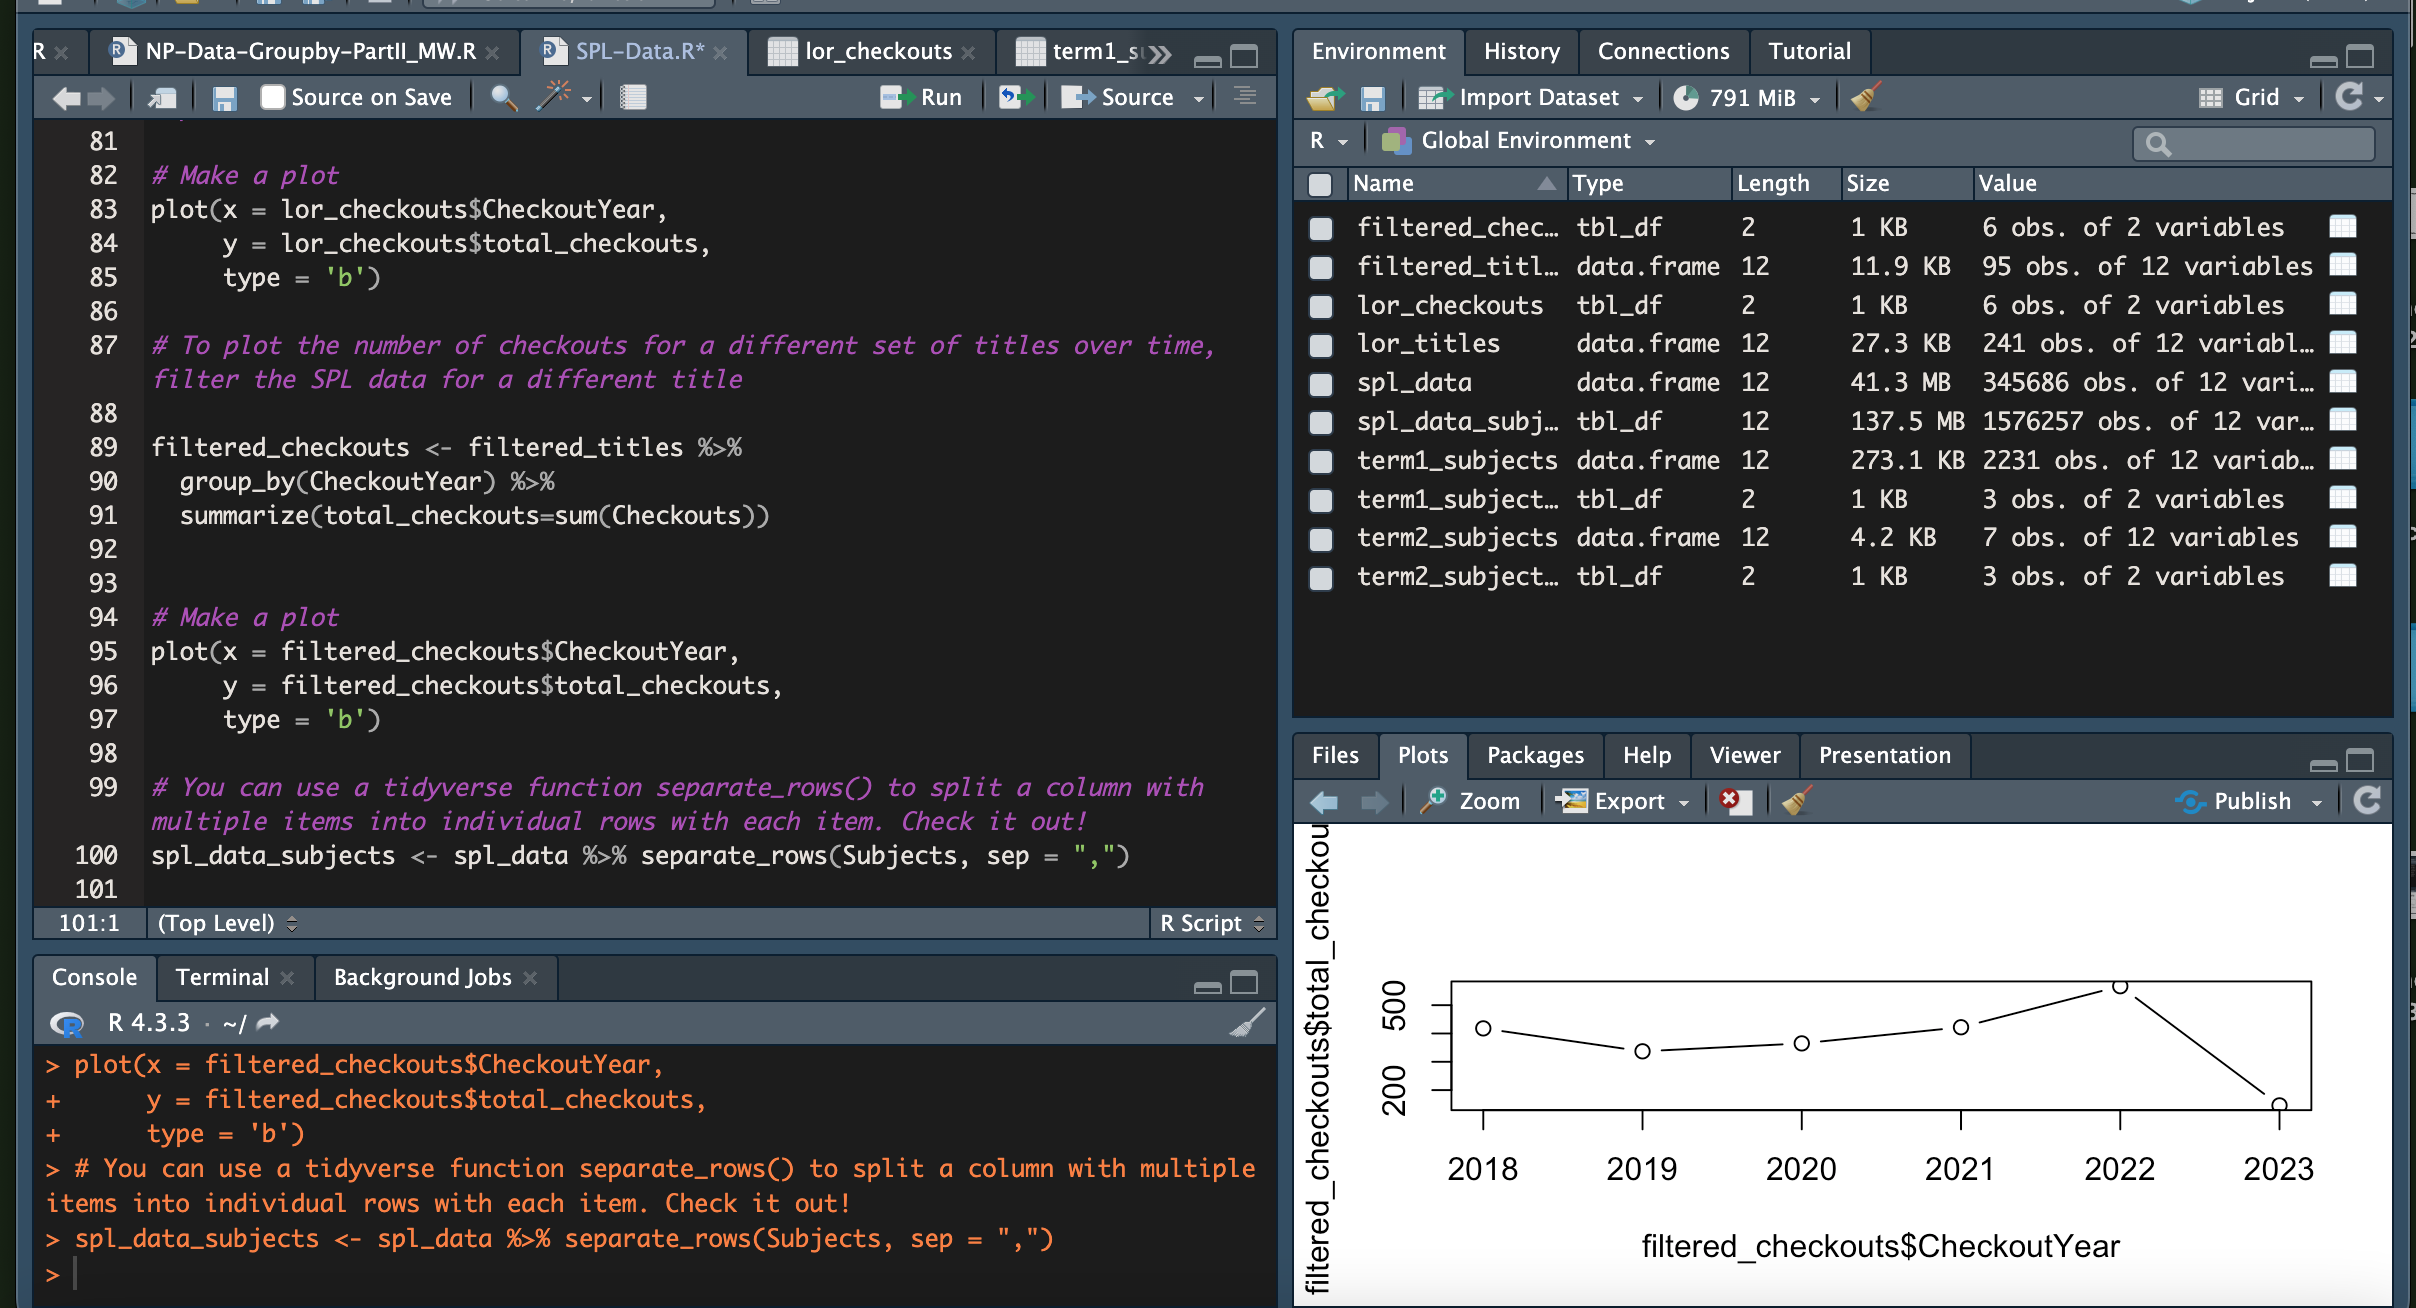 R
NP-Data-Groupby-PartII_MW.R
SPL-Data.R*
lor_checkouts
Source on Save
Run
Source
81
82 # Make a plot
83 plot(x = lor_checkouts$CheckoutYear,
84 y = lor_checkouts$total_checkouts,
85 type = 'b')
86
87 # To plot the number of checkouts for a different set of titles over time,
filter the SPL data for a different title
88
89 filtered_checkouts <- filtered_titles %>%
90 group_by(CheckoutYear) %>%
91 summarize(total_checkouts=sum(Checkouts))
92
93
94 # Make a plot
95 plot(x = filtered_checkouts$CheckoutYear,
96 y = filtered_checkouts$total_checkouts,
97 type = 'b')
98
99 # You can use a tidyverse function separate_rows() to split a column with
multiple items into individual rows with each item. Check it out!
100 spl_data_subjects <- spl_data %>% separate_rows(Subjects, sep = ",")
101
101:1 (Top Level) R Script
Console Terminal Background Jobs
R 4.3.3 · ~/
> plot(x = filtered_checkouts$CheckoutYear,
+ y = filtered_checkouts$total_checkouts,
+ type = 'b')
> # You can use a tidyverse function separate_rows() to split a column with multiple
items into individual rows with each item. Check it out!
> spl_data_subjects <- spl_data %>% separate_rows(Subjects, sep = ",")
>
Environment History Connections Tutorial
Import Dataset 791 MiB Grid
R Global Environment
Name Type Length Size Value
filtered_chec… tbl_df 2 1 KB 6 obs. of 2 variables
filtered_titl… data.frame 12 11.9 KB 95 obs. of 12 variables
lor_checkouts tbl_df 2 1 KB 6 obs. of 2 variables
lor_titles data.frame 12 27.3 KB 241 obs. of 12 variabl…
spl_data data.frame 12 41.3 MB 345686 obs. of 12 vari…
spl_data_subj… tbl_df 12 137.5 MB 1576257 obs. of 12 var…
term1_subjects data.frame 12 273.1 KB 2231 obs. of 12 variab…
term1_subject… tbl_df 2 1 KB 3 obs. of 2 variables
term2_subjects data.frame 12 4.2 KB 7 obs. of 12 variables
term2_subject… tbl_df 2 1 KB 3 obs. of 2 variables
Files Plots Packages Help Viewer Presentation
Zoom Export Publish
filtered_checkouts$total_checkou
500
200
2018 2019 2020 2021 2022 2023
filtered_checkouts$CheckoutYear